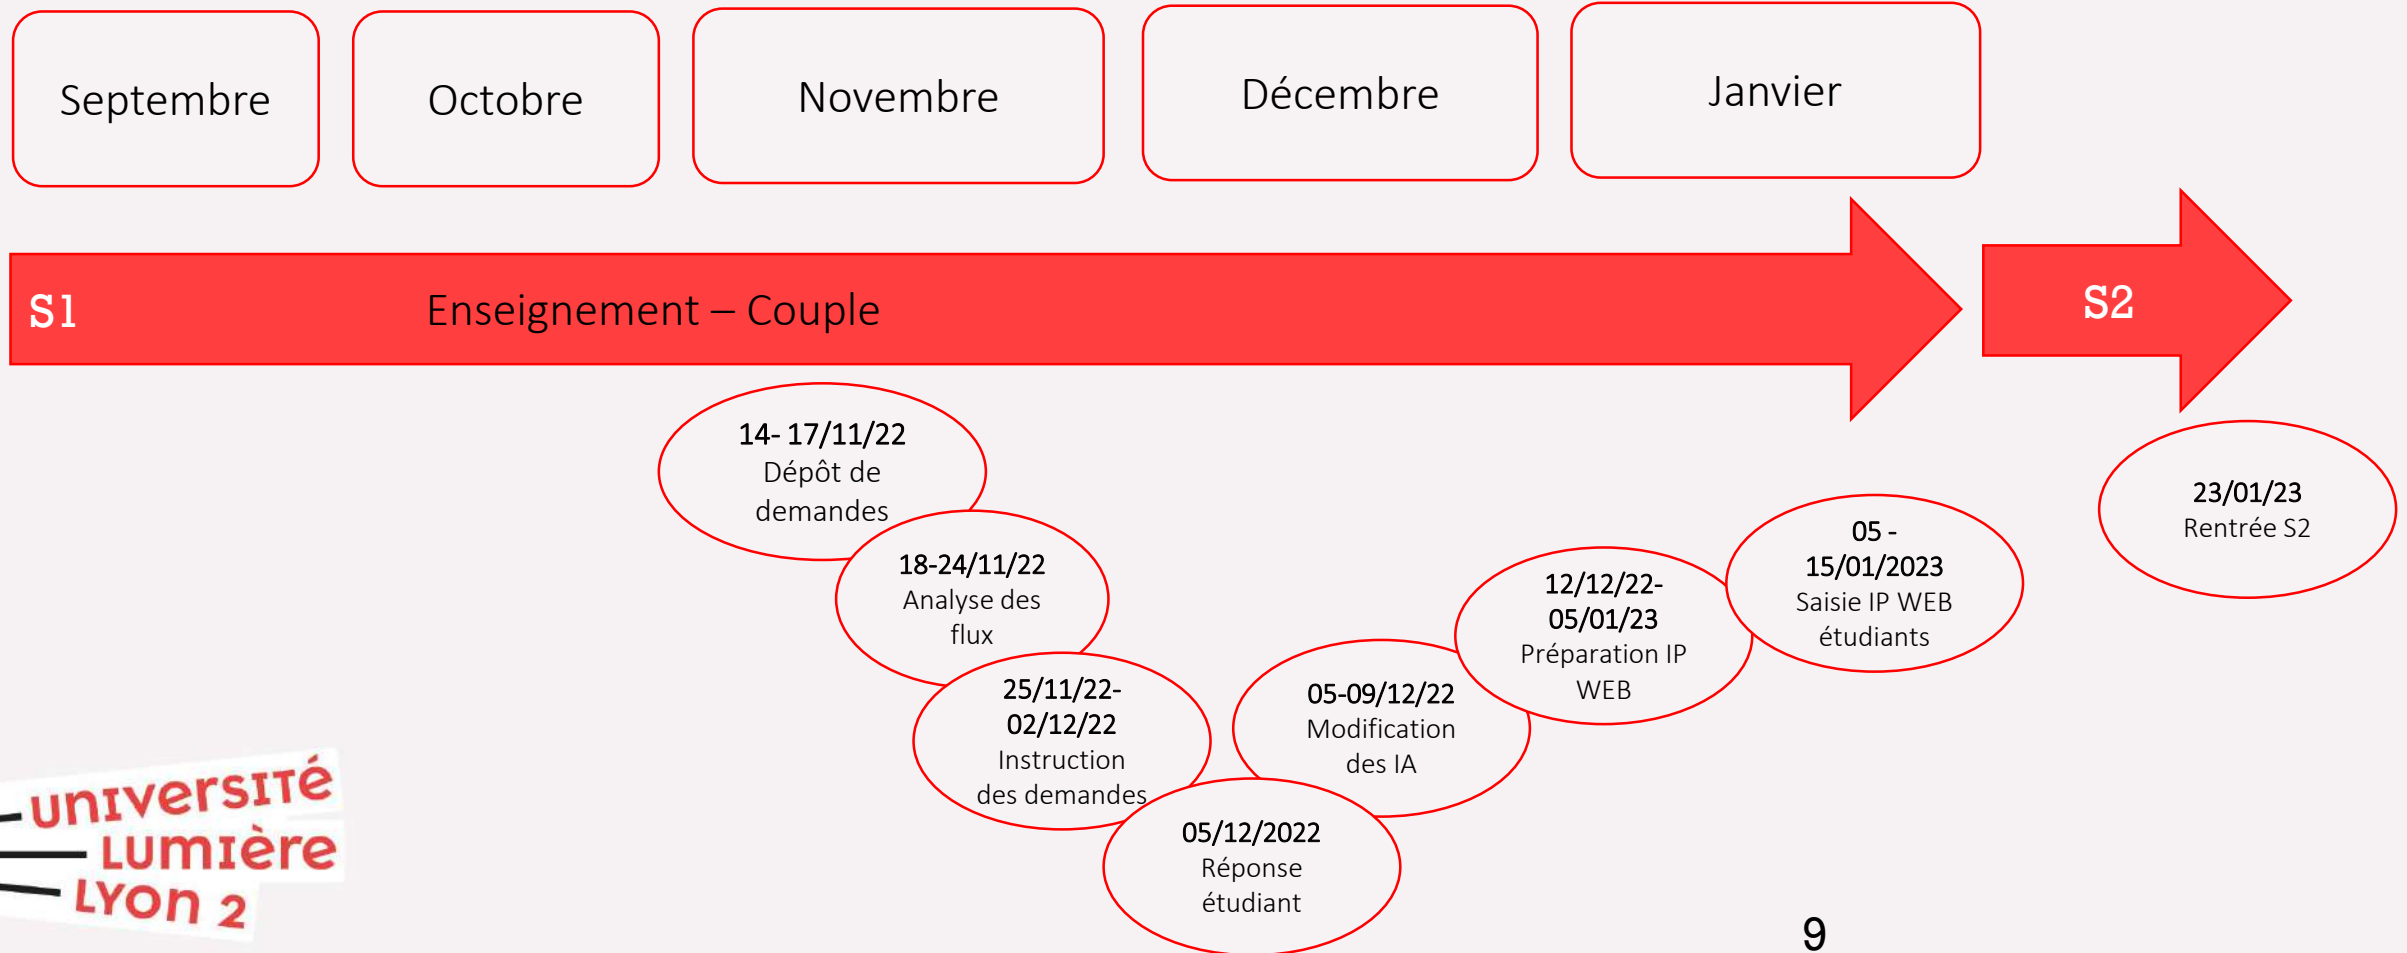 Septembre
Octobre
Novembre
Décembre
Janvier
S1
Enseignement – Couple
S2
14- 17/11/22
Dépôt de
demandes
18-24/11/22
Analyse des
flux
25/11/22-
02/12/22
Instruction
des demandes
05/12/2022
Réponse
étudiant
05-09/12/22
Modification
des IA
12/12/22-
05/01/23
Préparation IP
WEB
05 -
15/01/2023
Saisie IP WEB
étudiants
23/01/23
Rentrée S2
université
Lumière
Lyon 2
9